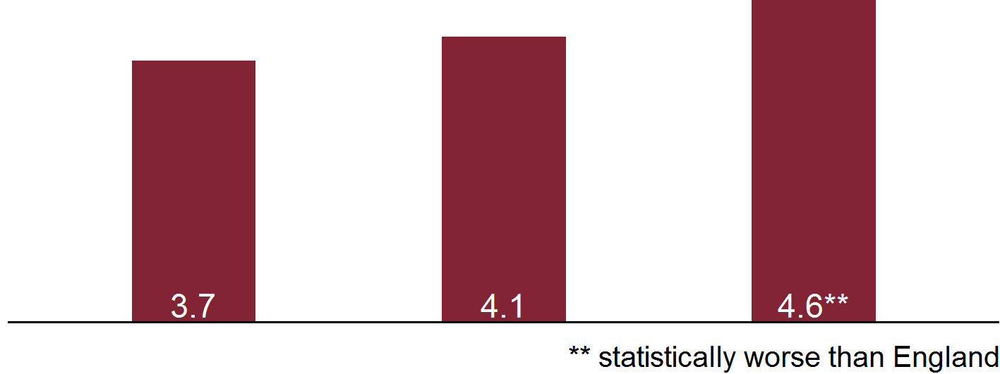 3.7 4.1 4.6**
** statistically worse than England